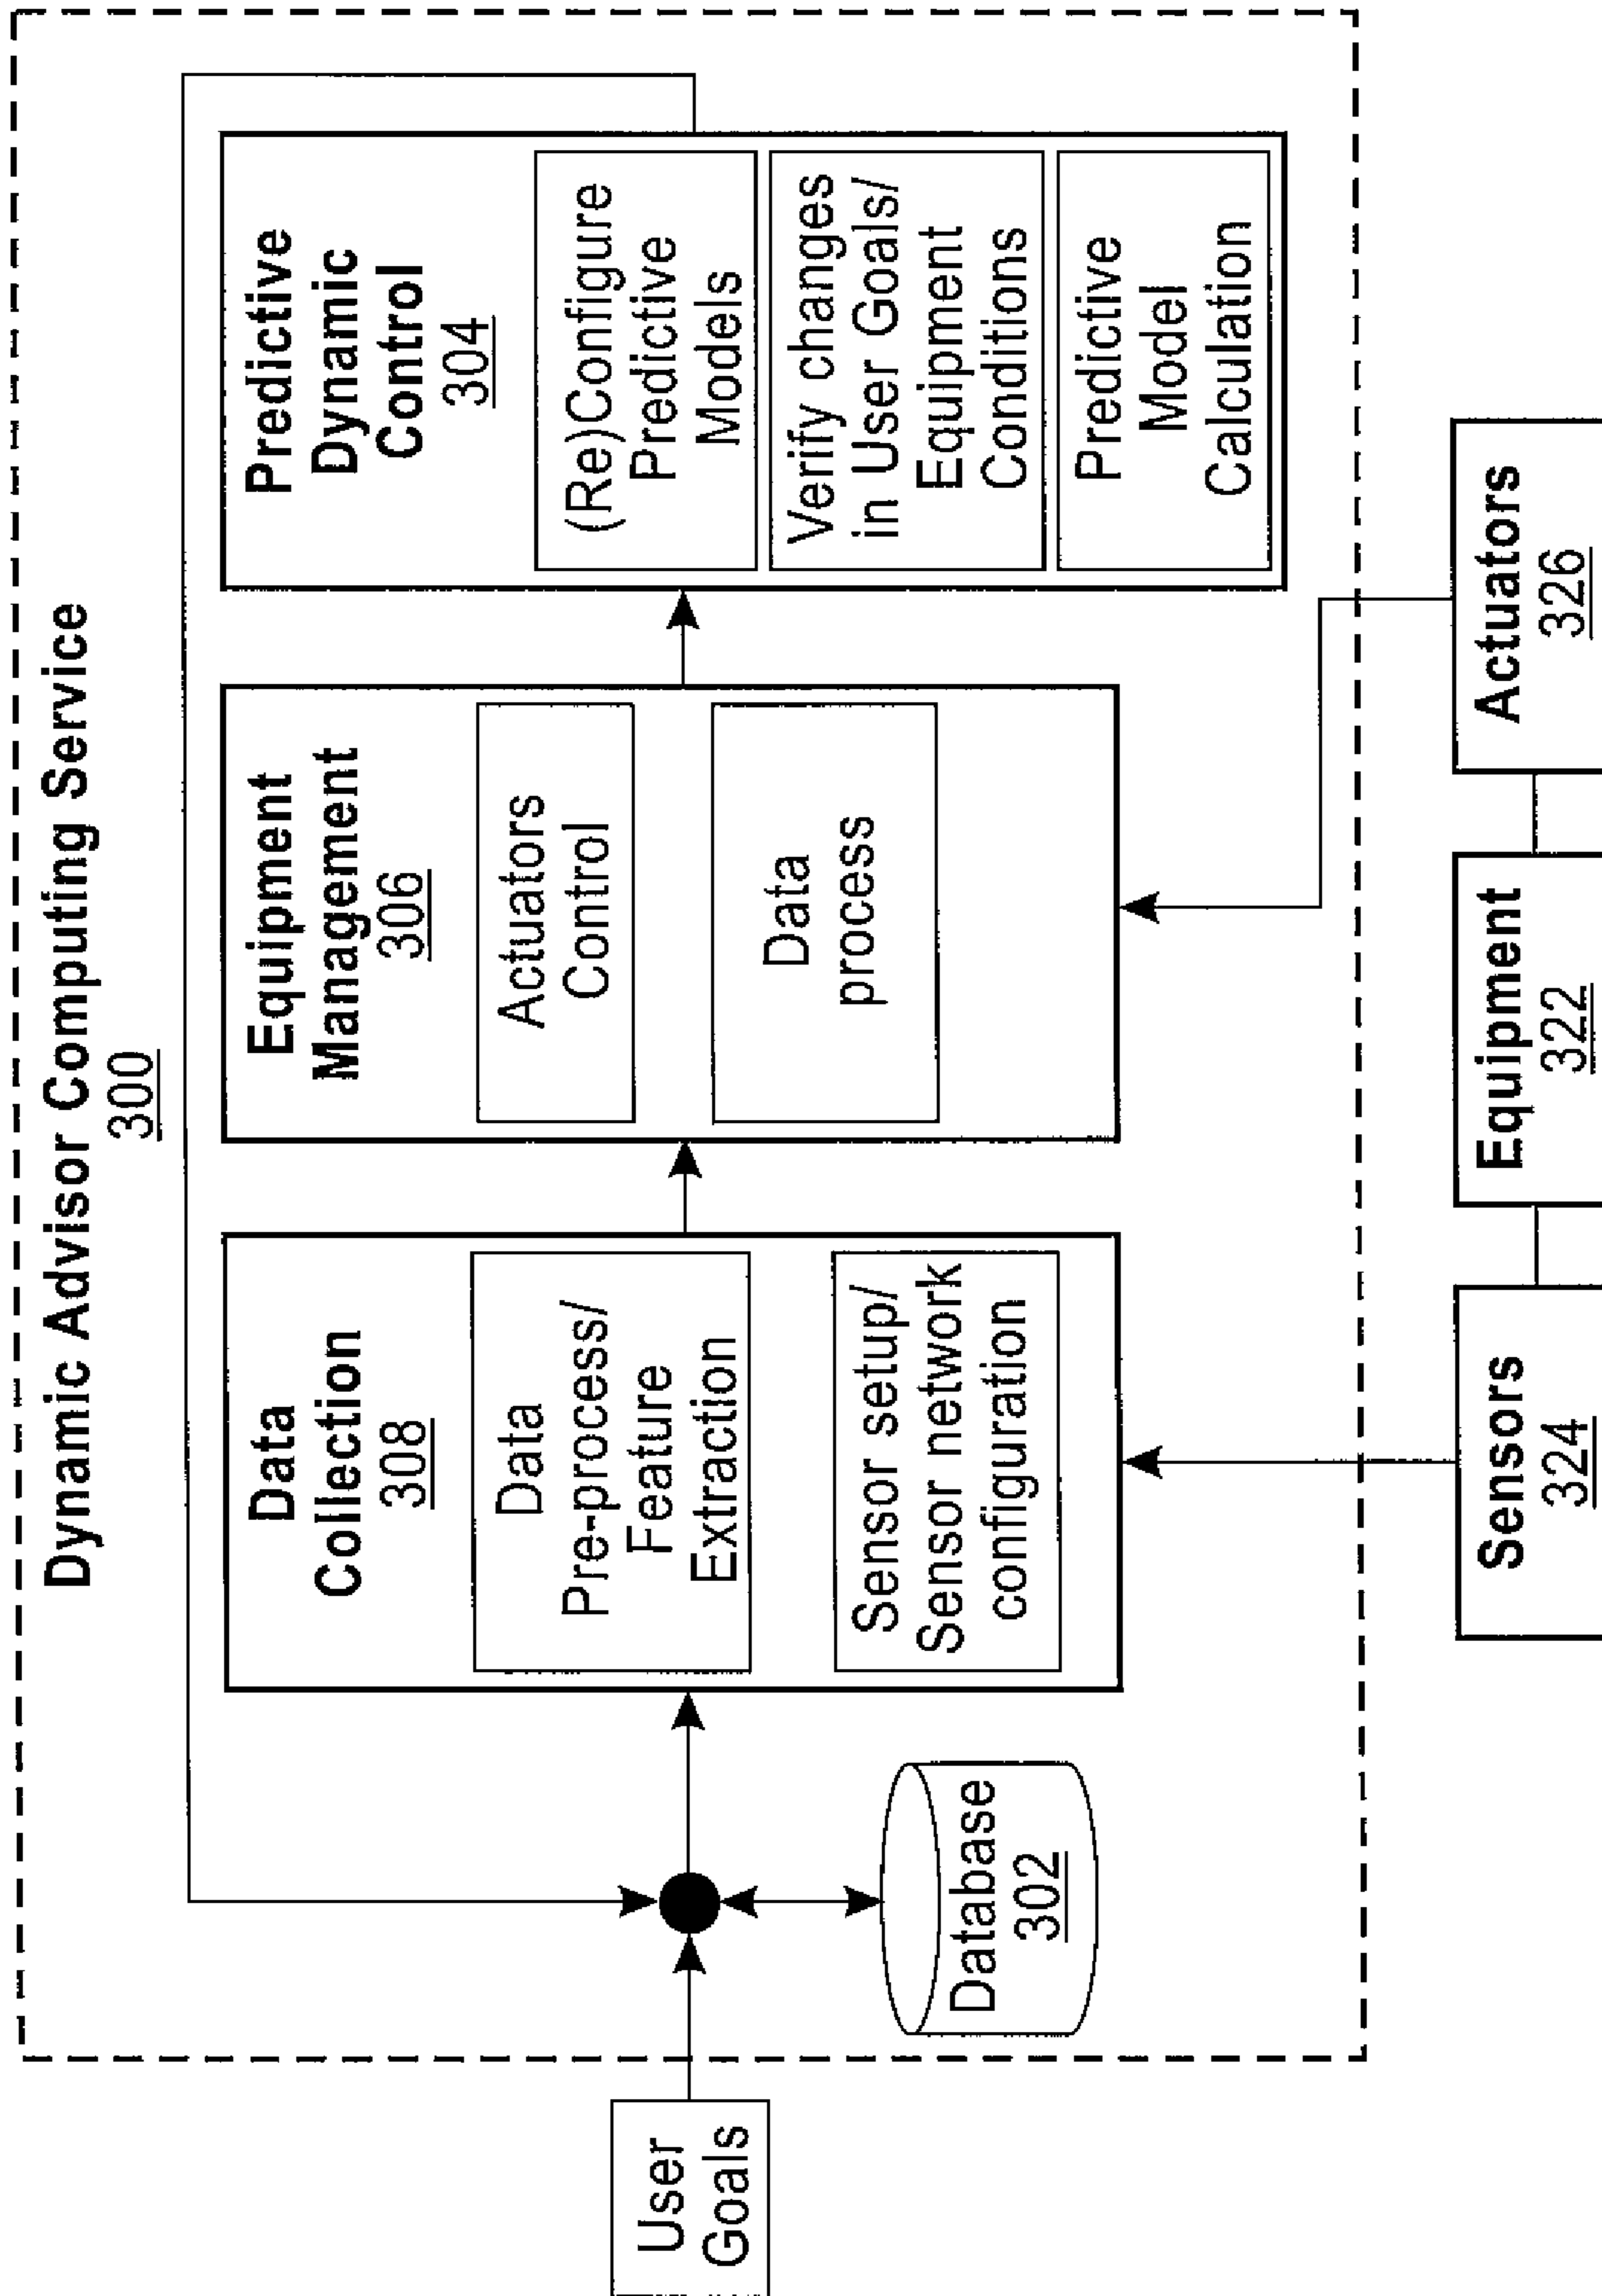 Dynamic Advisor Computing Service
300
User
Goals
Database
302
Data
Collection
308
Data
Pre-process/
Feature
Extraction
Sensor setup/
Sensor network
configuration
Equipment
Management
306
Actuators
Control
Data
process
Predictive
Dynamic
Control
304
(Re)Configure
Predictive
Models
Verify changes
in User Goals/
Equipment
Conditions
Predictive
Model
Calculation
Sensors
324
Equipment
322
Actuators
326